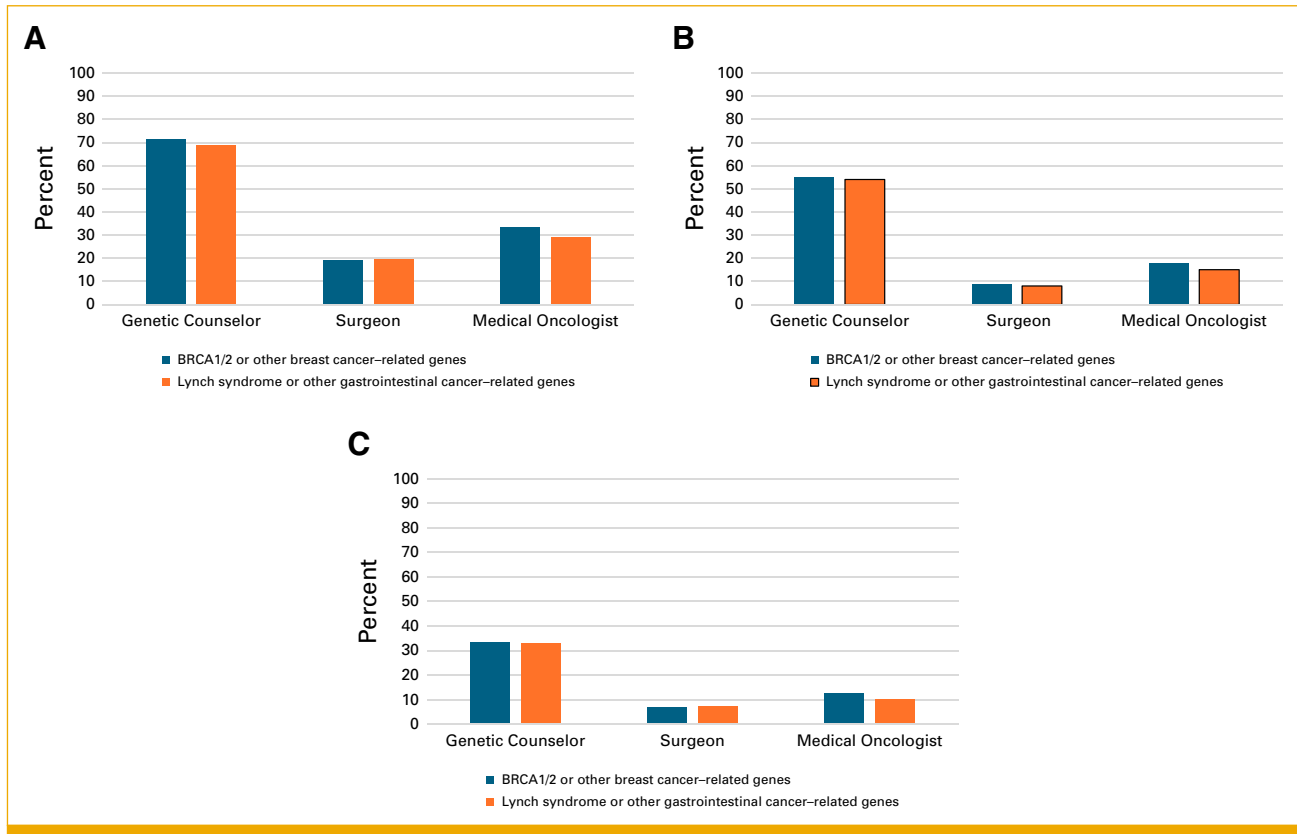 A
Percent
100
90
80
70
60
50
40
30
20
10
0
Genetic Counselor
Surgeon
Medical Oncologist
BRCA1/2 or other breast cancer–related genes
Lynch syndrome or other gastrointestinal cancer–related genes
B
Percent
100
90
80
70
60
50
40
30
20
10
0
Genetic Counselor
Surgeon
Medical Oncologist
BRCA1/2 or other breast cancer–related genes
Lynch syndrome or other gastrointestinal cancer–related genes
C
Percent
100
90
80
70
60
50
40
30
20
10
0
Genetic Counselor
Surgeon
Medical Oncologist
BRCA1/2 or other breast cancer–related genes
Lynch syndrome or other gastrointestinal cancer–related genes